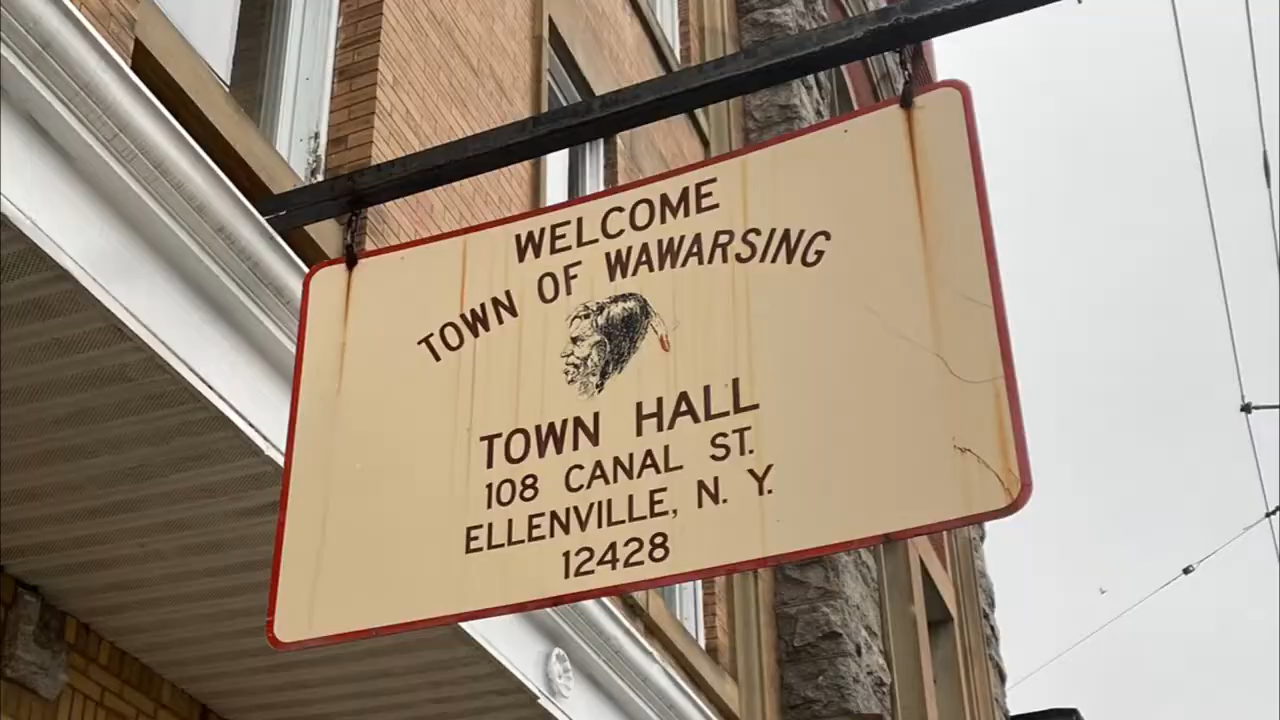 WELCOME
TOWN OF WAWARSING
TOWN HALL
108 CANAL ST.
ELLENVILLE, N. Y.
12428